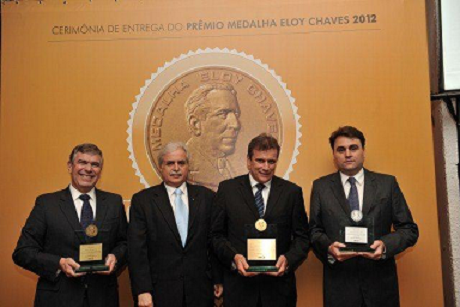 CERIMÔNIA DE ENTREGA DO PRÊMIO MEDALHA ELOY CHAVES 2012
MEDALHA ELOY CHAVES